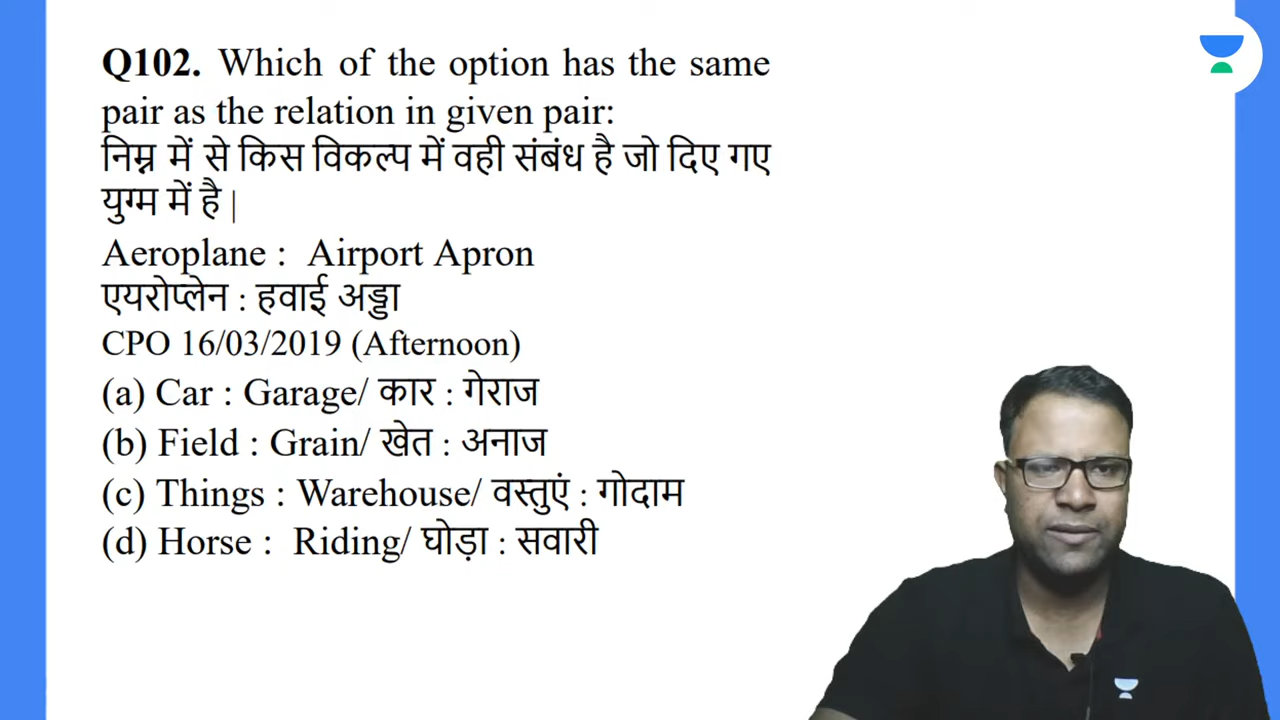 Q102. Which of the option has the same
pair as the relation in given pair:
निम्न में से किस विकल्प में वही संबंध है जो दिए गए
युग्म में है |
Aeroplane : Airport Apron
एयरोप्लेन : हवाई अड्डा
CPO 16/03/2019 (Afternoon)
(a) Car : Garage/ कार : गेराज
(b) Field : Grain/ खेत : अनाज
(c) Things : Warehouse/ वस्तुएं : गोदाम
(d) Horse : Riding/ घोड़ा : सवारी